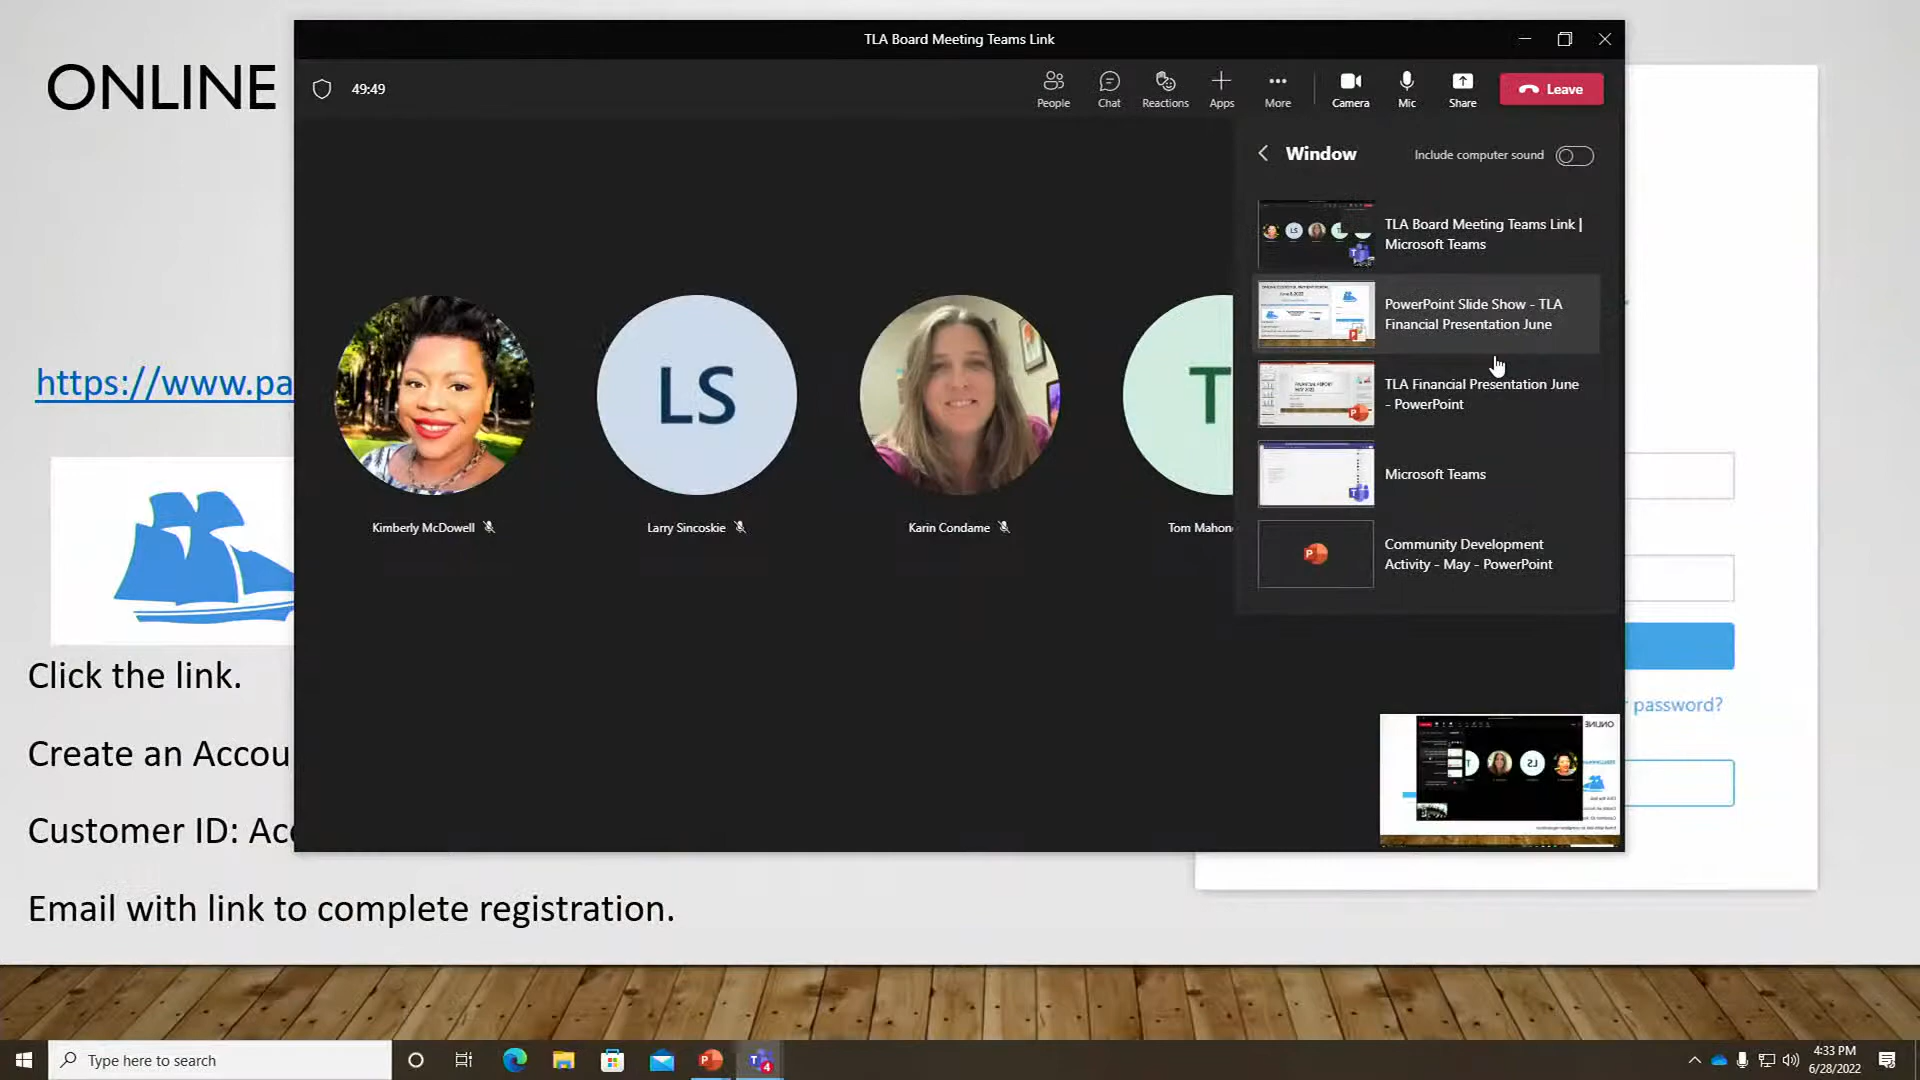 ONLINE
TLA Board Meeting Teams Link
49:49
People
Chat
Reactions
Apps
More
Camera
Mic
Share
Leave
Window
Include computer sound
TLA Board Meeting Teams Link |
Microsoft Teams
PowerPoint Slide Show - TLA
Financial Presentation June
TLA Financial Presentation June
- PowerPoint
Microsoft Teams
Community Development
Activity - May - PowerPoint
LS
T
Kimberly McDowell
Larry Sincoskie
Karin Condame
Tom Mahon
https://www.pa
Click the link.
Create an Accou
Customer ID: Acc
Email with link to complete registration.
password?
Type here to search
4
4:33 PM
6/28/2022